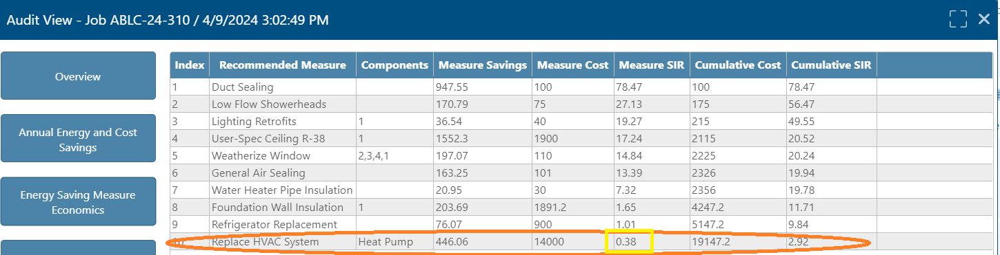 Audit View - Job ABLC-24-310 / 4/9/2024 3:02:49 PM
Overview
Annual Energy and Cost
Savings
Energy Saving Measure
Economics
Index Recommended Measure Components Measure Savings Measure Cost Measure SIR Cumulative Cost Cumulative SIR
1 Duct Sealing 947.55 100 78.47 100 78.47
2 Low Flow Showerheads 170.79 75 27.13 175 56.47
3 Lighting Retrofits 1 36.54 40 19.27 215 49.55
4 User-Spec Ceiling R-38 1 1552.3 1900 17.24 2115 20.52
5 Weatherize Window 2,3,4,1 197.07 110 14.84 2225 20.24
6 General Air Sealing 163.25 101 13.39 2326 19.94
7 Water Heater Pipe Insulation 20.95 30 7.32 2356 19.78
8 Foundation Wall Insulation 1 203.69 1891.2 1.65 4247.2 11.71
9 Refrigerator Replacement 76.07 900 1.01 5147.2 9.84
10 Replace HVAC System Heat Pump 446.06 14000 0.38 19147.2 2.92